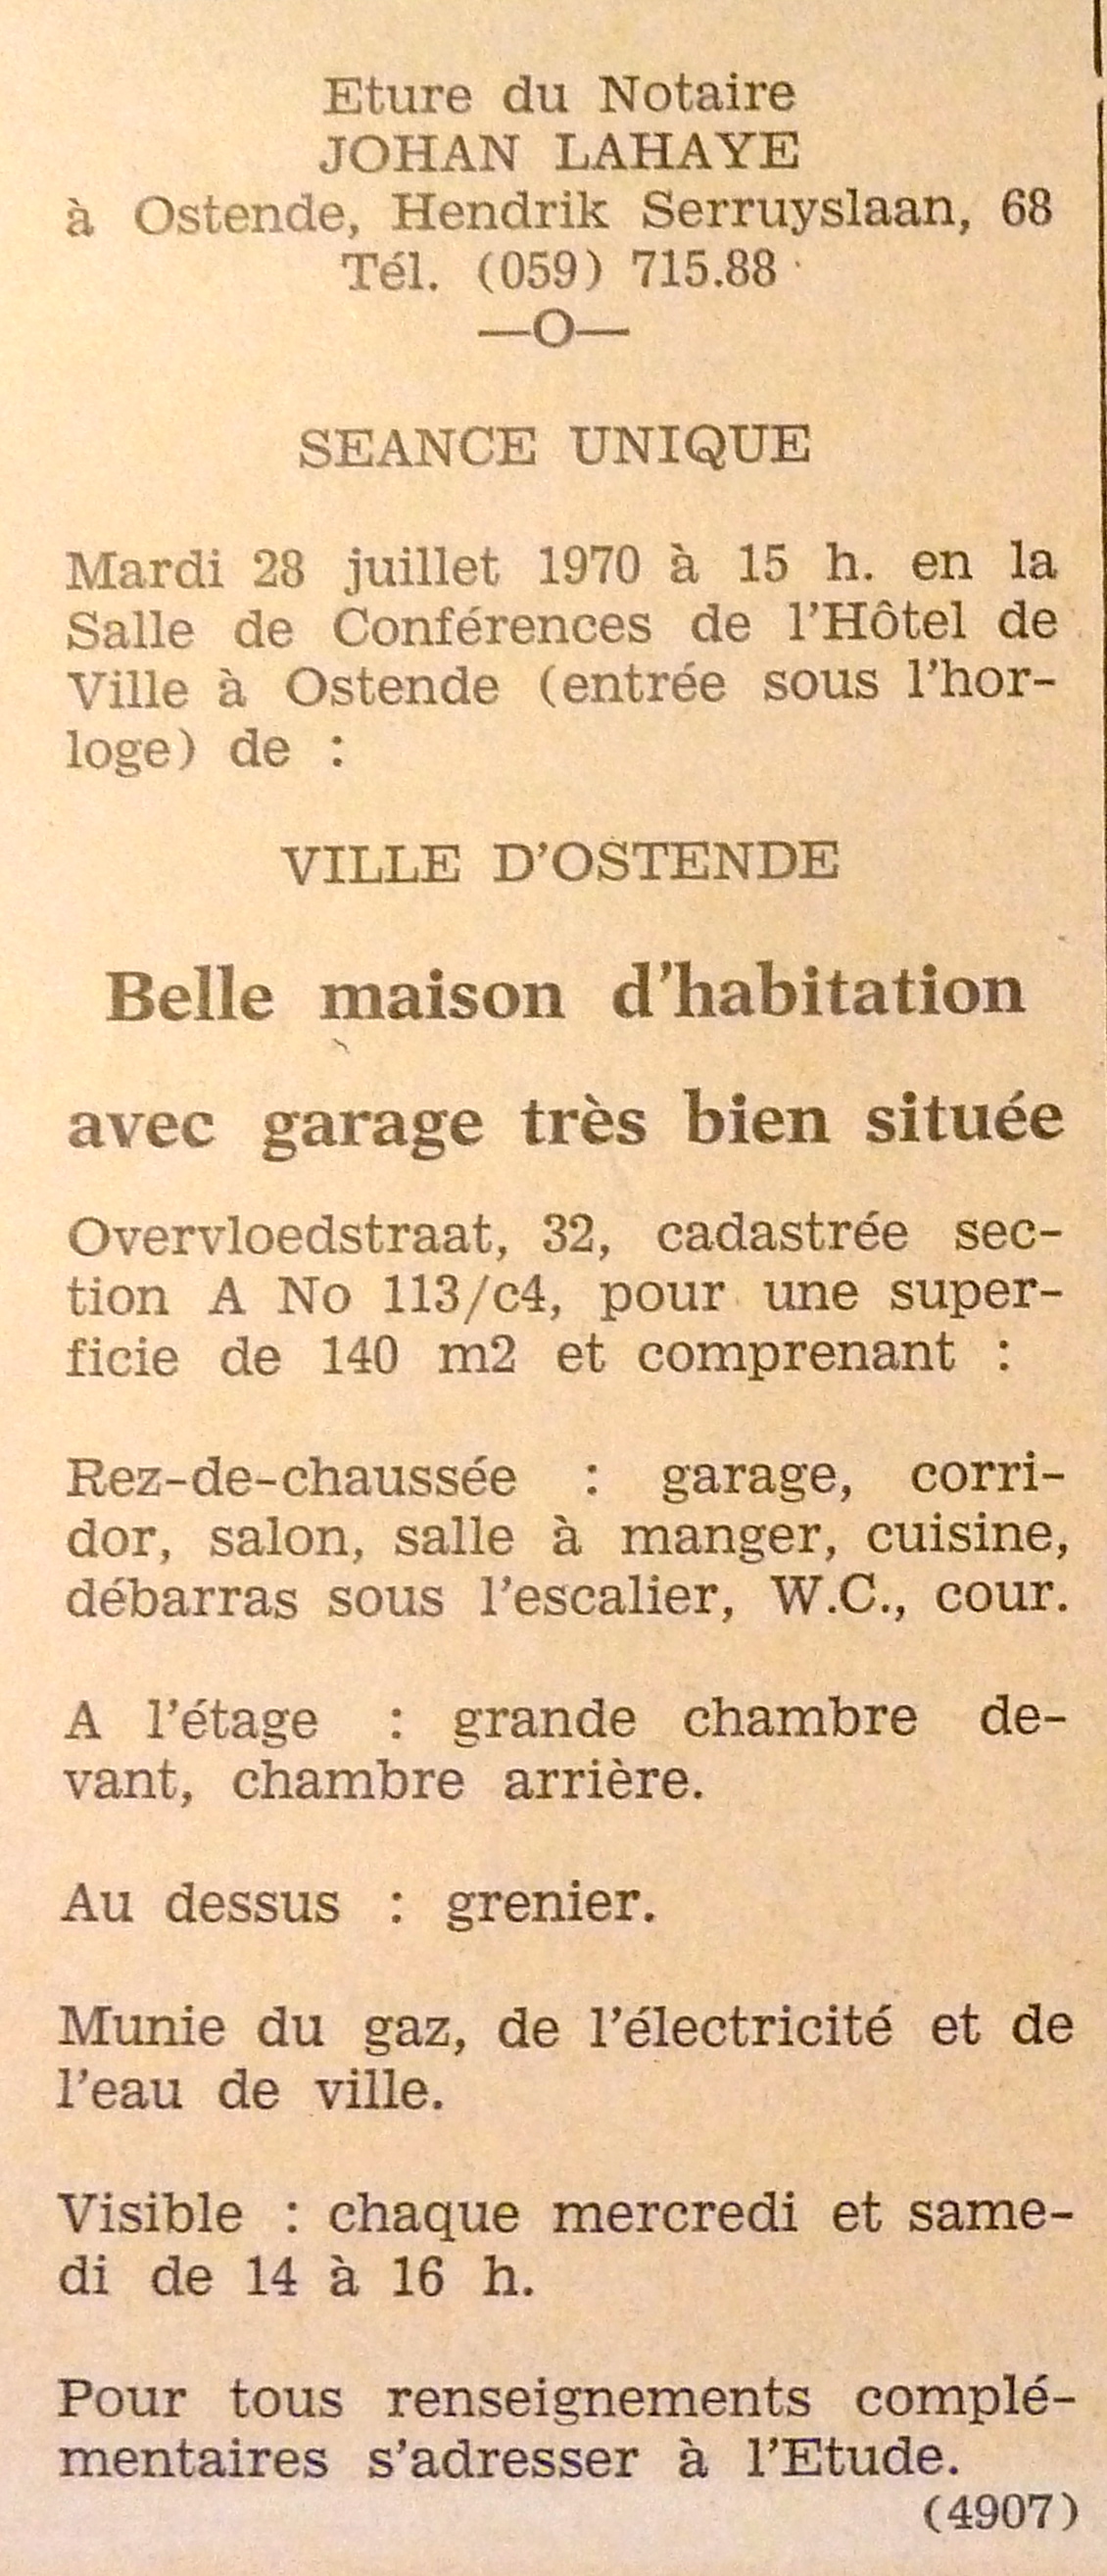 Eture du Notaire
JOHAN LAHAYE
à Ostende, Hendrik Serruyslaan, 68
Tél. (059) 715.88
—O—
SEANCE UNIQUE
Mardi 28 juillet 1970 à 15 h. en la
Salle de Conférences de l'Hôtel de
Ville à Ostende (entrée sous l'hor-
loge) de :
VILLE D'OSTENDE
Belle maison d'habitation
avec garage très bien située
Overvloedstraat, 32, cadastrée sec-
tion A No 113/c4, pour une super-
ficie de 140 m2 et comprenant :
Rez-de-chaussée : garage, corri-
dor, salon, salle à manger, cuisine,
débarras sous l'escalier, W.C., cour.
A l'étage : grande chambre de-
vant, chambre arrière.
Au dessus : grenier.
Munie du gaz, de l'électricité et de
l'eau de ville.
Visible : chaque mercredi et same-
di de 14 à 16 h.
Pour tous renseignements complé-
mentaires s'adresser à l'Etude.
(4907)